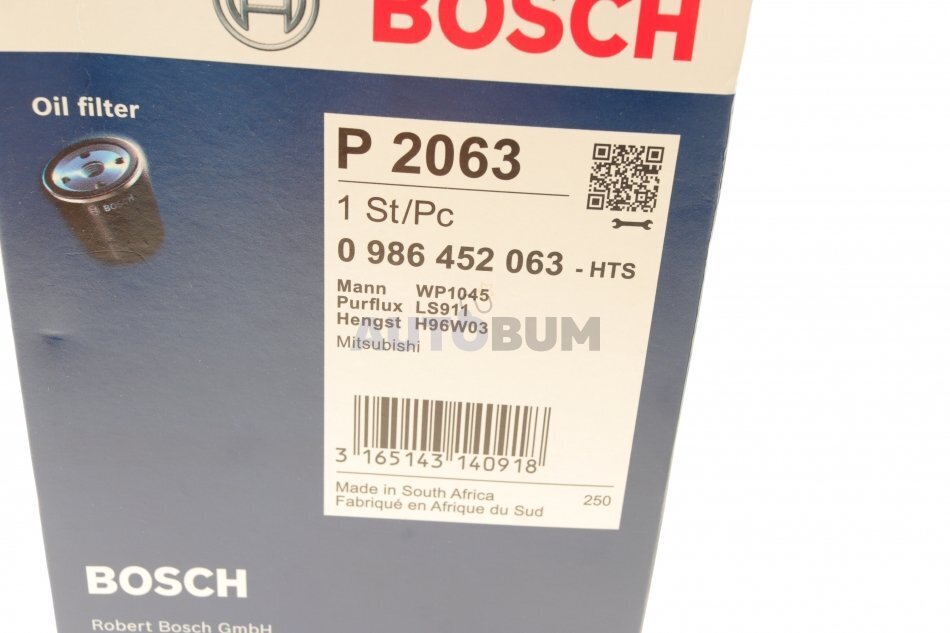 BOSCH
Oil filter
BOSCH
P 2063
1 St/Pc
0 986 452 063 - HTS
Mann WP1045
Purflux LS911
Hengst H96W03
Mitsubishi
AUTOBUM
3 165143 140918
Made in South Africa 250
Fabriqué en Afrique du Sud
BOSCH
Robert Bosch GmbH